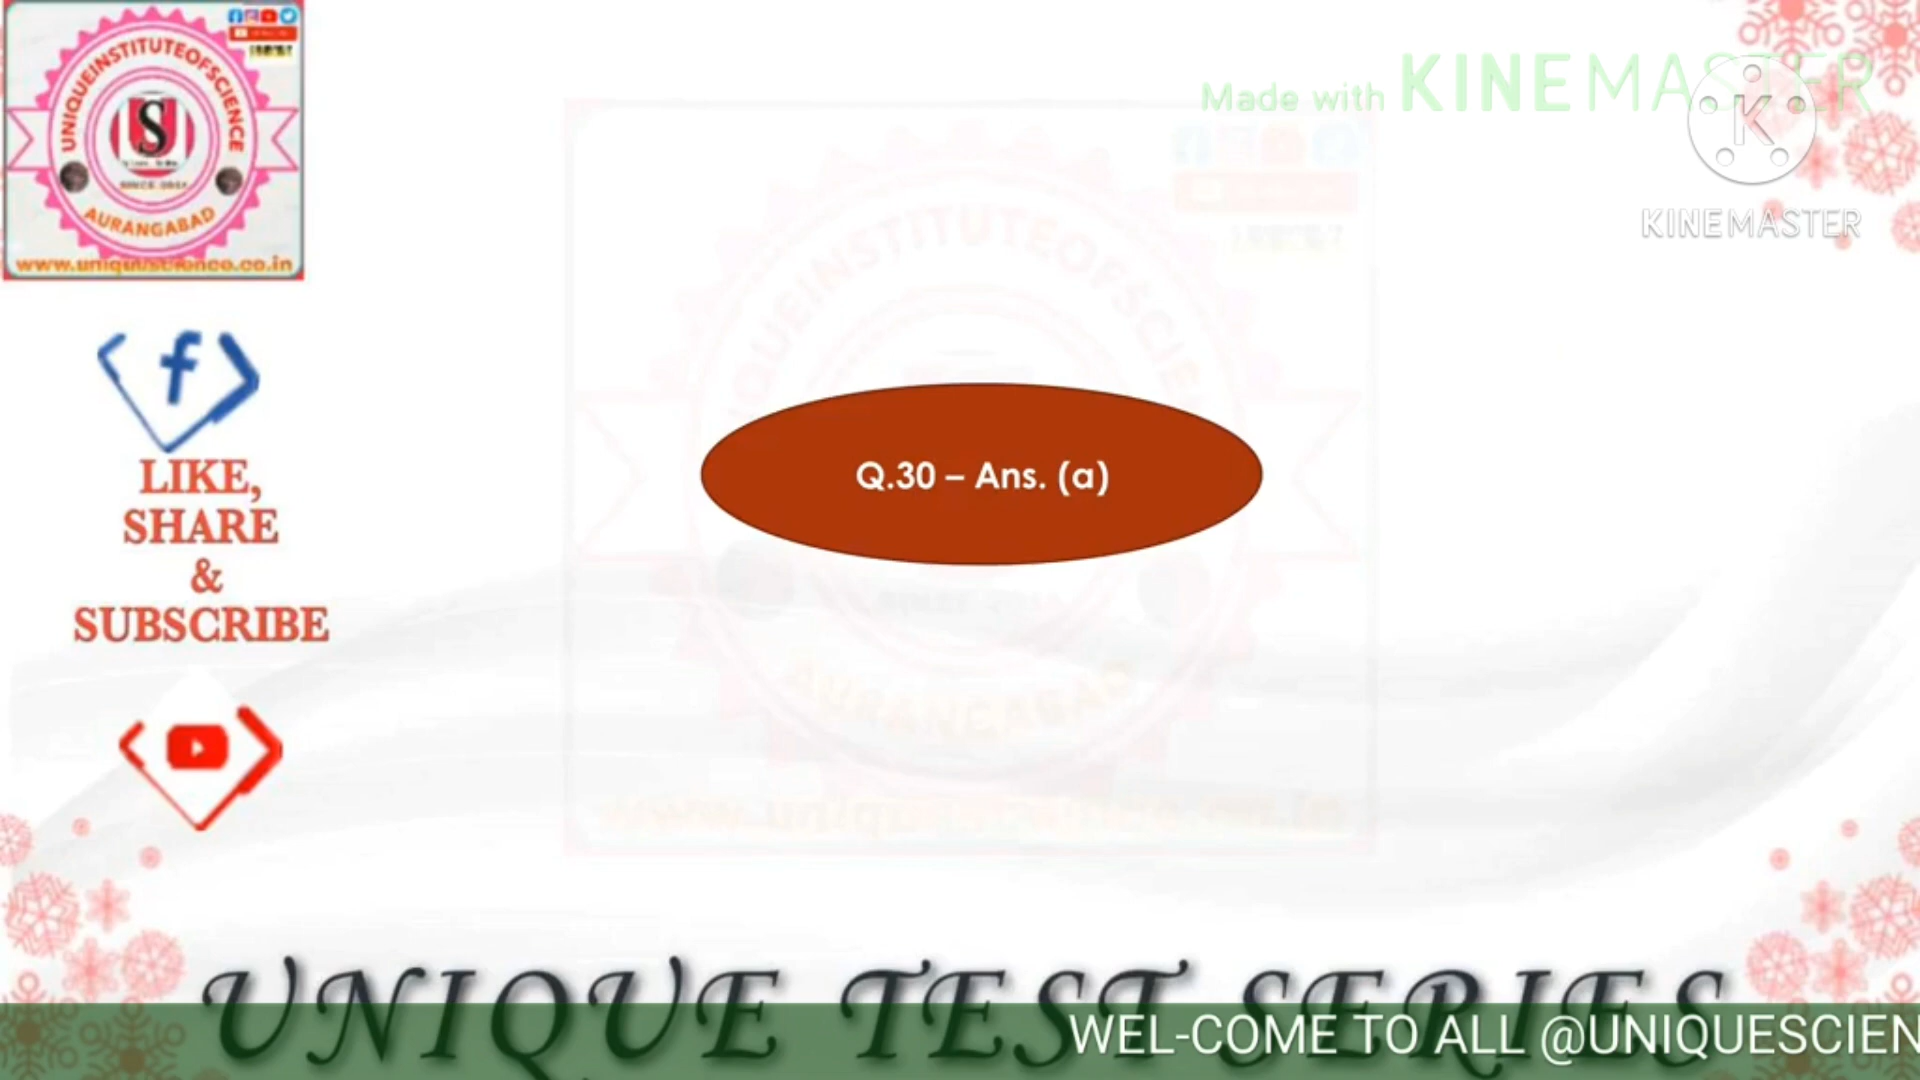 UNIQUEINSTITUTEOFSCIENCE
S
AURANGABAD
Made with KINEMASTER
K
KINEMASTER
f
LIKE,
SHARE
&
SUBSCRIBE
Q.30 – Ans. (a)
UNIQUE TEST SERIES
WEL-COME TO ALL @UNIQUESCIEN